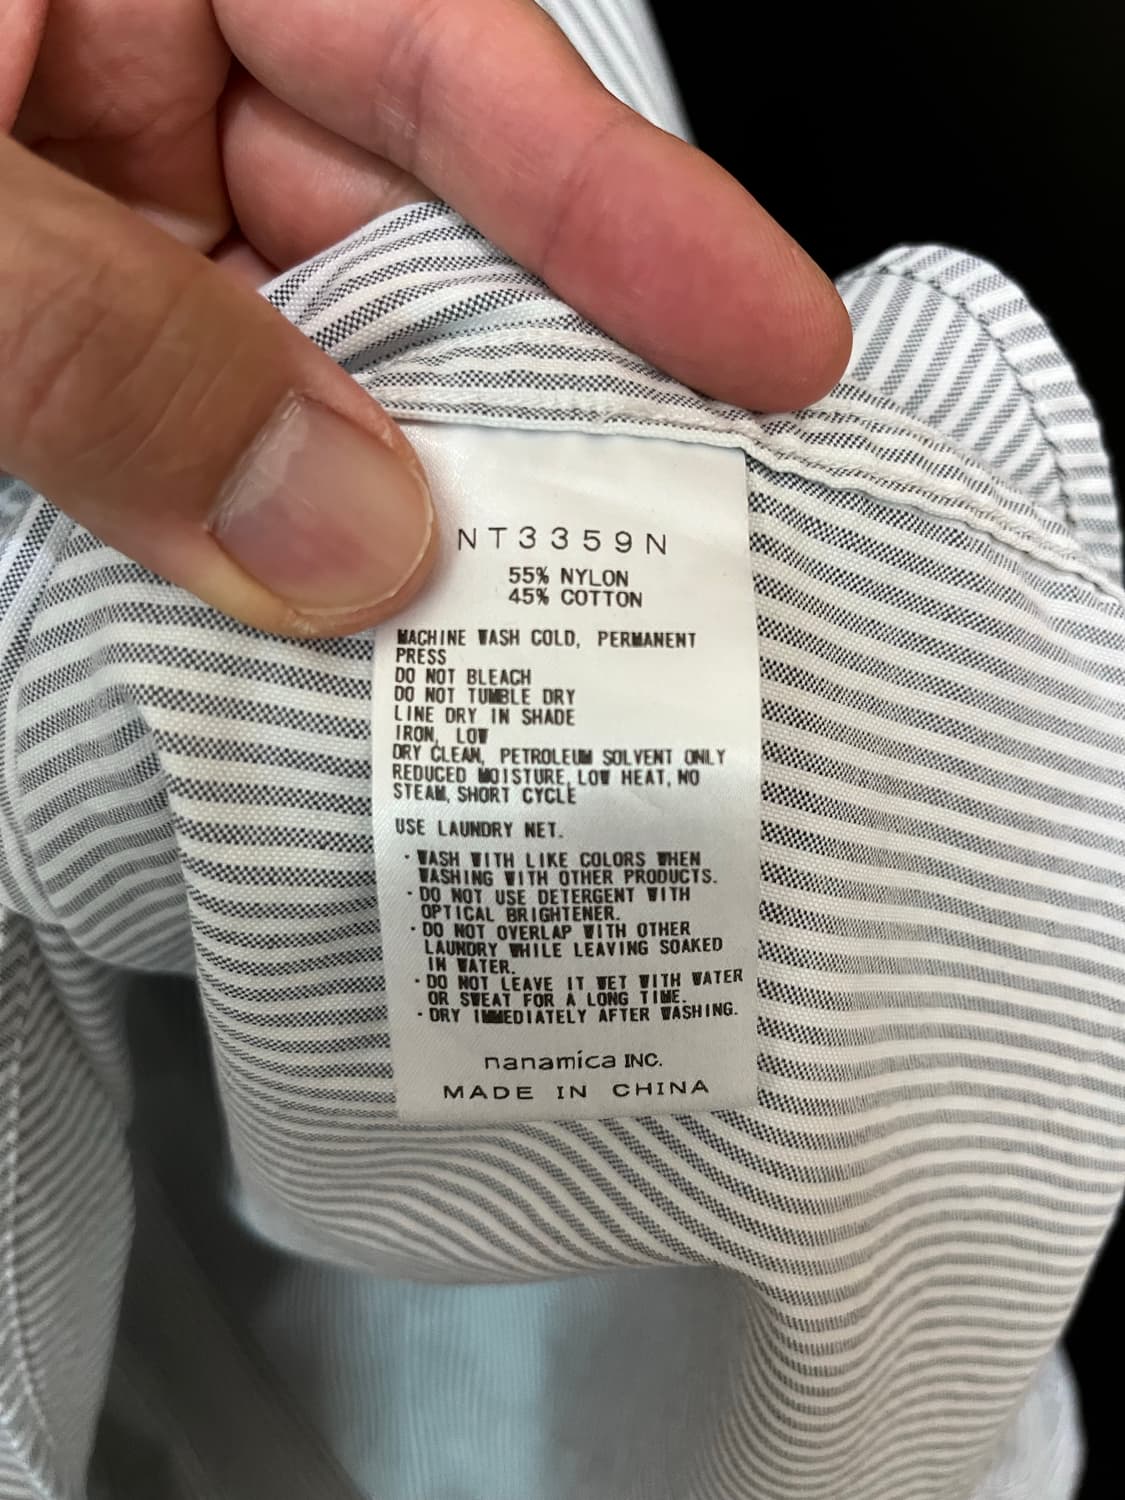 NT3359N
55% NYLON
45% COTTON
MACHINE WASH COLD, PERMANENT
PRESS
DO NOT BLEACH
DO NOT TUMBLE DRY
LINE DRY IN SHADE
IRON, LOW
DRY CLEAN, PETROLEUM SOLVENT ONLY
REDUCED MOISTURE, LOW HEAT, NO
STEAM, SHORT CYCLE
USE LAUNDRY NET.
・WASH WITH LIKE COLORS WHEN
WASHING WITH OTHER PRODUCTS.
・DO NOT USE DETERGENT WITH
OPTICAL BRIGHTENER.
・DO NOT OVERLAP WITH OTHER
LAUNDRY WHILE LEAVING SOAKED
IN WATER.
・DO NOT LEAVE IT WET WITH WATER
OR SWEAT FOR A LONG TIME.
・DRY IMMEDIATELY AFTER WASHING.
nanamica INC.
MADE IN CHINA